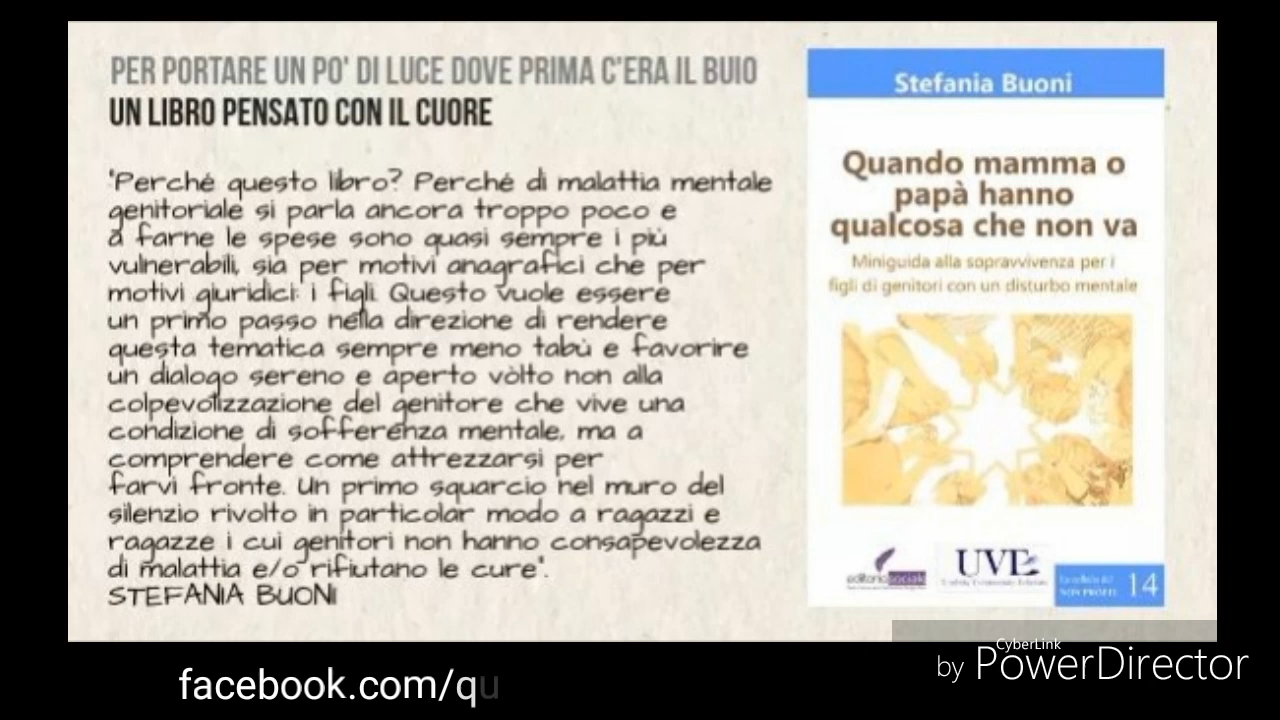 PER PORTARE UN PO' DI LUCE DOVE PRIMA C'ERA IL BUIO
UN LIBRO PENSATO CON IL CUORE
"Perché questo libro? Perché di malattia mentale
genitoriale si parla ancora troppo poco e
a farne le spese sono quasi sempre i più
vulnerabili, sia per motivi anagrafici che per
motivi giuridici: i figli. Questo vuole essere
un primo passo nella direzione di rendere
questa tematica sempre meno tabù e favorire
un dialogo sereno e aperto vòlto non alla
colpevolizzazione del genitore che vive una
condizione di sofferenza mentale, ma a
comprendere come attrezzarsi per
farvi fronte. Un primo squarcio nel muro del
silenzio rivolto in particolar modo a ragazzi e
ragazze i cui genitori non hanno consapevolezza
di malattia e/o rifiutano le cure".
STEFANIA BUONI
Stefania Buoni
Quando mamma o
papà hanno
qualcosa che non va
Miniguida alla sopravvivenza per i
figli di genitori con un disturbo mentale
editoriasociale
UVE
NON PROFIT
14
facebook.com/qu
CyberLink
by PowerDirector